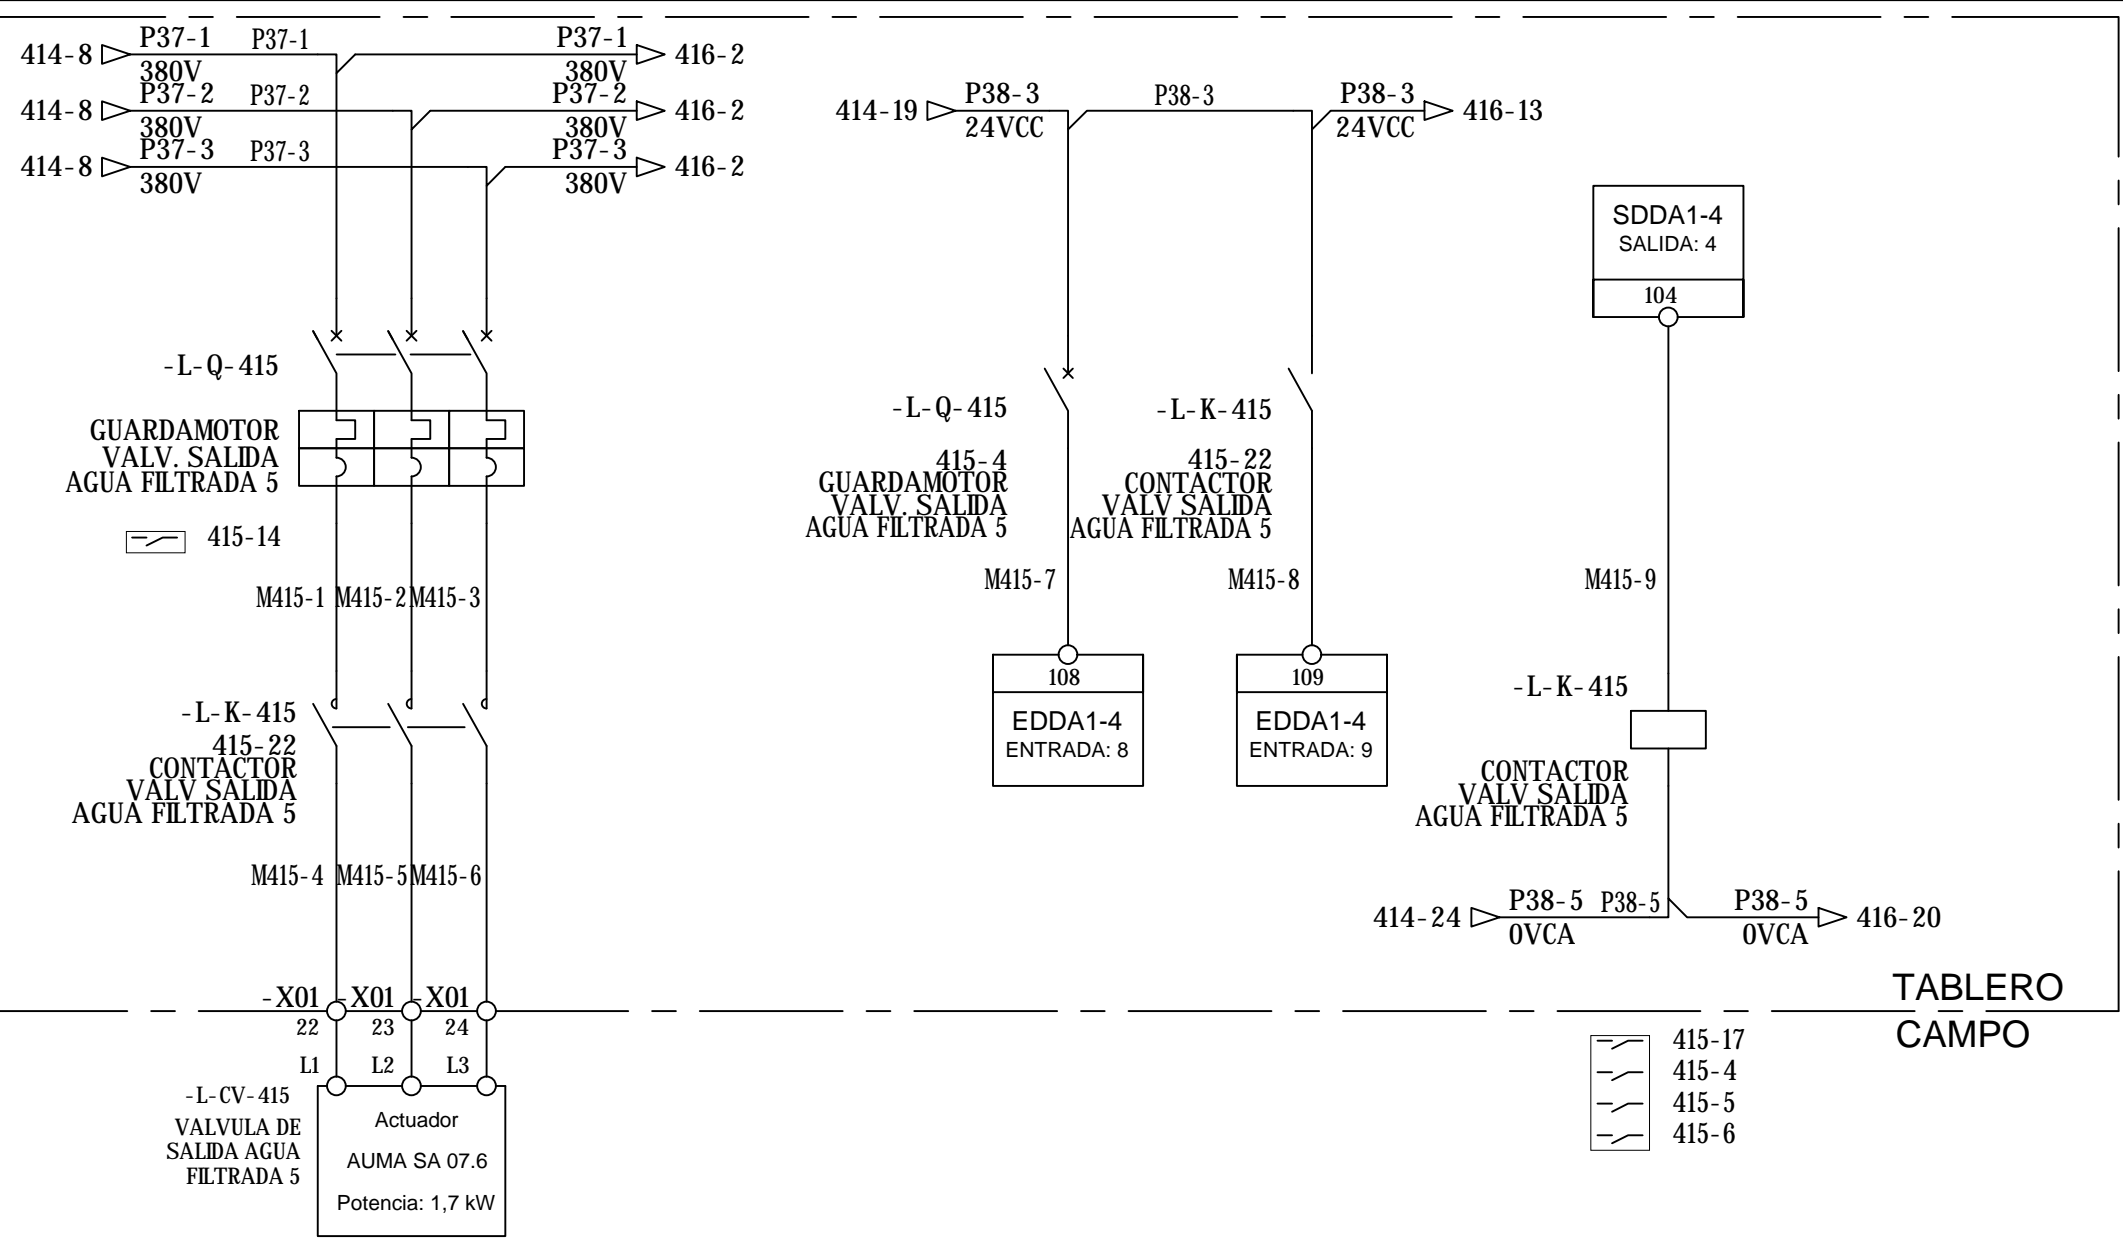 414-8 P37-1 P37-1 P37-1 416-2
380V 380V
414-8 P37-2 P37-2 P37-2 416-2
380V 380V
414-8 P37-3 P37-3 P37-3 416-2
380V 380V
-L-Q-415
GUARDAMOTOR
VALV. SALIDA
AGUA FILTRADA 5
415-14
M415-1 M415-2 M415-3
-L-K-415
415-22
CONTACTOR
VALV SALIDA
AGUA FILTRADA 5
M415-4 M415-5 M415-6
-X01 -X01 -X01
22 23 24
L1 L2 L3
-L-CV-415
VALVULA DE
SALIDA AGUA
FILTRADA 5
Actuador
AUMA SA 07.6
Potencia: 1,7 kW
414-19 P38-3 P38-3 P38-3 416-13
24VCC 24VCC
-L-Q-415
415-4
GUARDAMOTOR
VALV. SALIDA
AGUA FILTRADA 5
M415-7
108
EDDA1-4
ENTRADA: 8
-L-K-415
415-22
CONTACTOR
VALV SALIDA
AGUA FILTRADA 5
M415-8
109
EDDA1-4
ENTRADA: 9
SDDA1-4
SALIDA: 4
104
M415-9
-L-K-415
CONTACTOR
VALV SALIDA
AGUA FILTRADA 5
414-24 P38-5 P38-5 P38-5 416-20
0VCA 0VCA
TABLERO
CAMPO
415-17
415-4
415-5
415-6